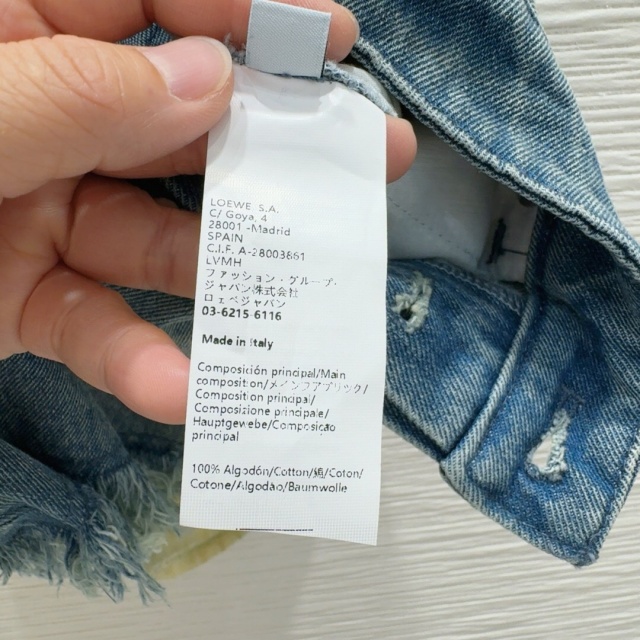 LOEWE, S.A.
C/ Goya, 4
28001 -Madrid
SPAIN
C.I.F. A-28003861
LVMH
ファッション・グループ・
ジャパン株式会社
ロエベジャパン
03-6215 6116
Made in Italy
Composición principal/Main
composition/メインファブリック/
Composition principal/
Composizione principale/
Hauptgewebe/Composicao
principal
100% Algodón/Cotton/綿/Coton/
Cotone/Algodão/Baumwolle